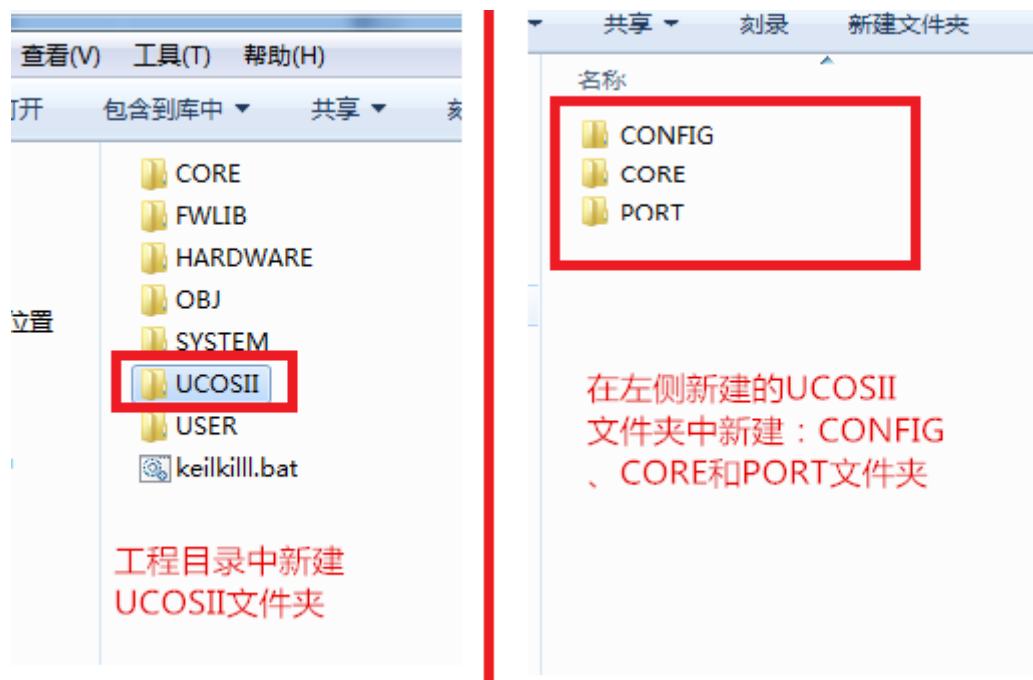 查看(V) 工具(T) 帮助(H)
包含到库中 共享
CORE
FWLIB
HARDWARE
OBJ
位置
SYSTEM
UCOSII
USER
keilkilll.bat
工程目录中新建
UCOSII文件夹
共享 刻录 新建文件夹
名称
CONFIG
CORE
PORT
在左侧新建的UCOSII
文件夹中新建：CONFIG
、CORE和PORT文件夹